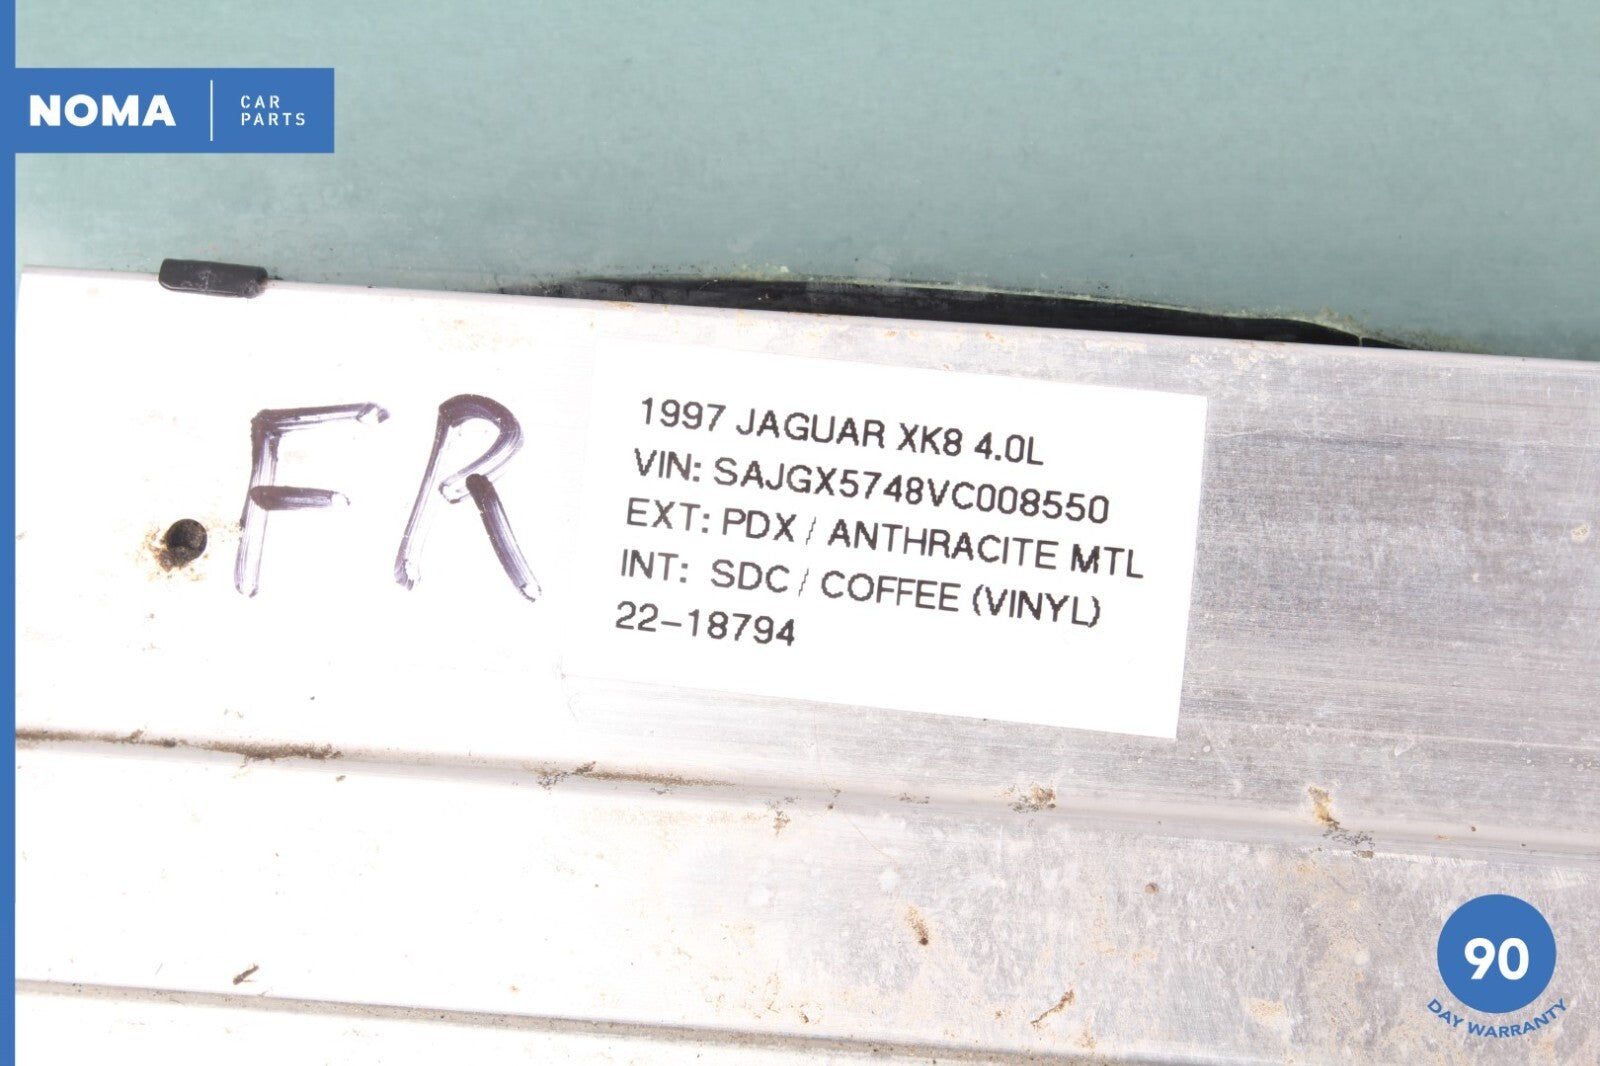 NOMA
CAR
PARTS
FR
1997 JAGUAR XK8 4.0L
VIN: SAJGX5748VC008550
EXT: PDX / ANTHRACITE MTL
INT: SDC / COFFEE (VINYL)
22-18794
90
DAY WARRANTY